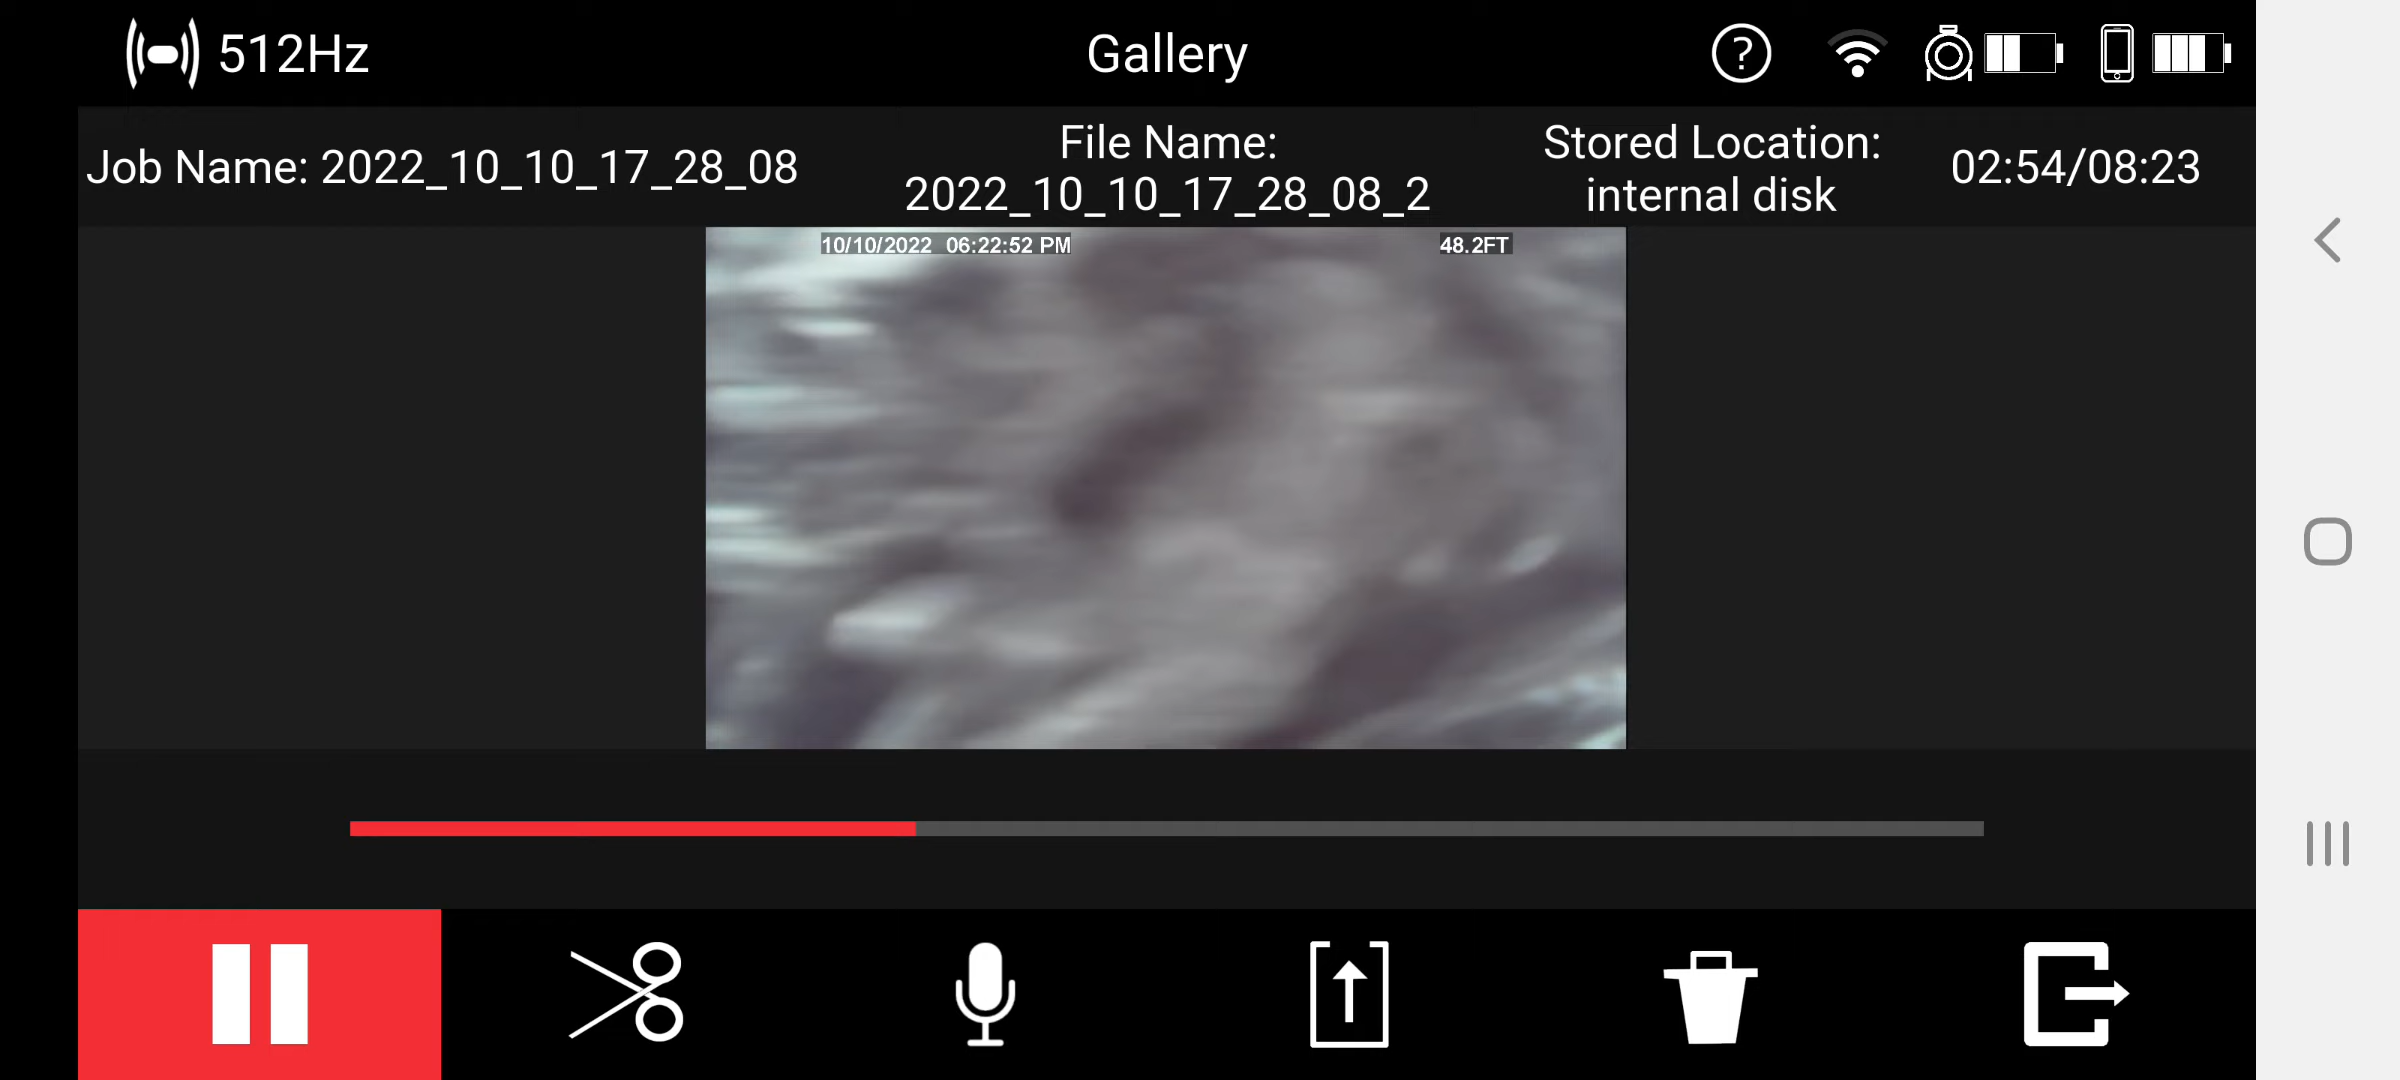 512Hz
Gallery
?
Job Name: 2022_10_10_17_28_08
File Name:
2022_10_10_17_28_08_2
Stored Location:
internal disk
02:54/08:23
10/10/2022 06:22:52 PM
48.2FT